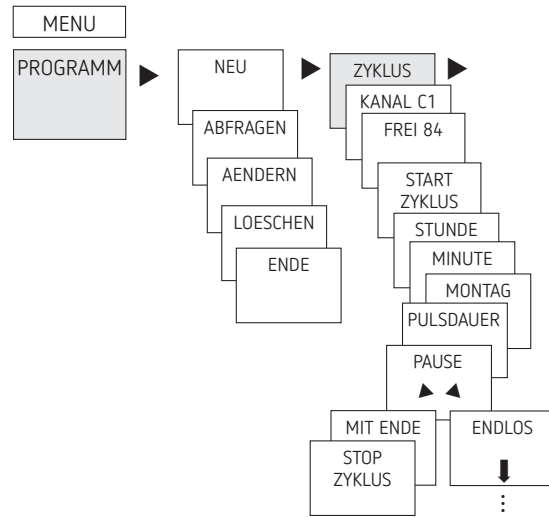 MENU
PROGRAMM
NEU
ABFRAGEN
AENDERN
LOESCHEN
ENDE
ZYKLUS
KANAL C1
FREI 84
START
ZYKLUS
STUNDE
MINUTE
MONTAG
PULSDAUER
PAUSE
MIT ENDE
STOP
ZYKLUS
ENDLOS